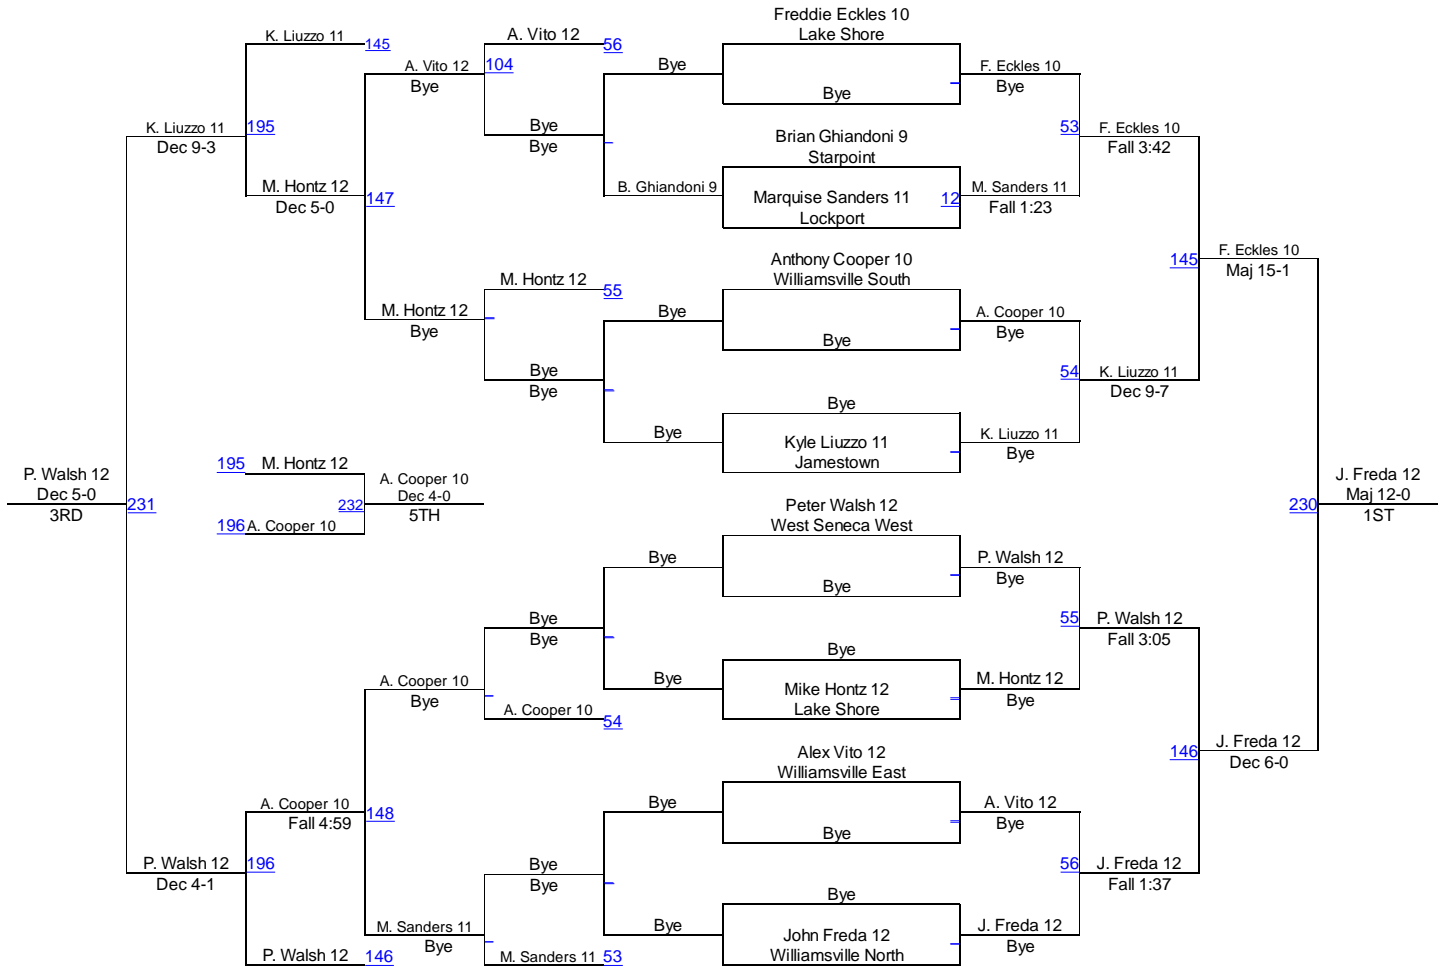 Freddie Eckles 10
Lake Shore
K. Liuzzo 11
145
A. Vito 12
56
A. Vito 12
Bye
104
Bye
Bye
F. Eckles 10
Bye
K. Liuzzo 11
Dec 9-3
195
Bye
Bye
Brian Ghiandoni 9
Starpoint
53
F. Eckles 10
Fall 3:42
M. Hontz 12
Dec 5-0
147
B. Ghiandoni 9
Marquise Sanders 11
Lockport
12
M. Sanders 11
Fall 1:23
Anthony Cooper 10
Williamsville South
145
F. Eckles 10
Maj 15-1
M. Hontz 12
55
M. Hontz 12
Bye
Bye
Bye
A. Cooper 10
Bye
Bye
Bye
54
K. Liuzzo 11
Dec 9-7
Bye
Bye
Kyle Liuzzo 11
Jamestown
K. Liuzzo 11
Bye
P. Walsh 12
Dec 5-0
3RD
231
195
M. Hontz 12
196
A. Cooper 10
232
A. Cooper 10
Dec 4-0
5TH
Peter Walsh 12
West Seneca West
230
J. Freda 12
Maj 12-0
1ST
Bye
Bye
P. Walsh 12
Bye
Bye
Bye
55
P. Walsh 12
Fall 3:05
Bye
A. Cooper 10
Bye
Bye
Mike Hontz 12
Lake Shore
M. Hontz 12
Bye
A. Cooper 10
54
Alex Vito 12
Williamsville East
146
J. Freda 12
Dec 6-0
A. Cooper 10
Fall 4:59
148
Bye
Bye
A. Vito 12
Bye
P. Walsh 12
Dec 4-1
196
Bye
Bye
56
J. Freda 12
Fall 1:37
Bye
M. Sanders 11
Bye
Bye
John Freda 12
Williamsville North
J. Freda 12
Bye
P. Walsh 12
146
M. Sanders 11
53